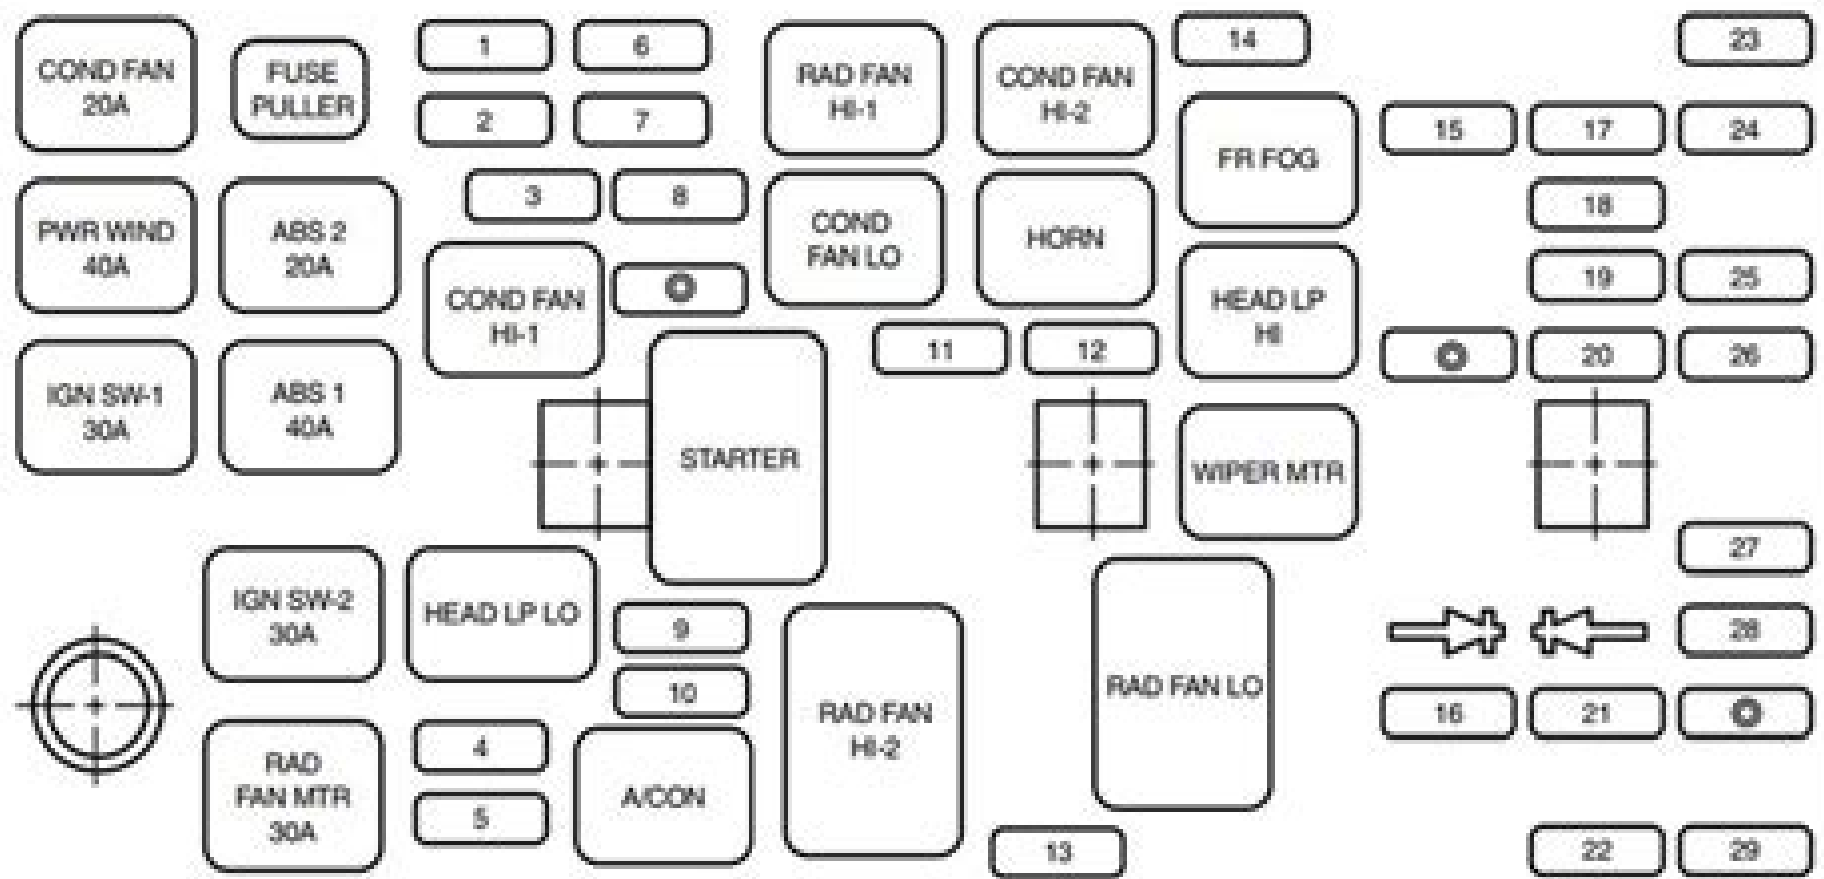 COND FAN
20A
FUSE
PULLER
1
6
2
7
3
8
RAD FAN
HI-1
COND FAN
HI-2
14
23
FR FOG
15
17
24
18
PWR WIND
40A
ABS 2
20A
COND FAN
HI-1
COND
FAN LO
HORN
HEAD LP
HI
19
25
11
12
20
26
IGN SW-1
30A
ABS 1
40A
STARTER
WIPER MTR
27
IGN SW-2
30A
HEAD LP LO
9
10
28
RAD FAN
HI-2
RAD FAN LO
16
21
RAD
FAN MTR
30A
4
5
A/CON
13
22
29